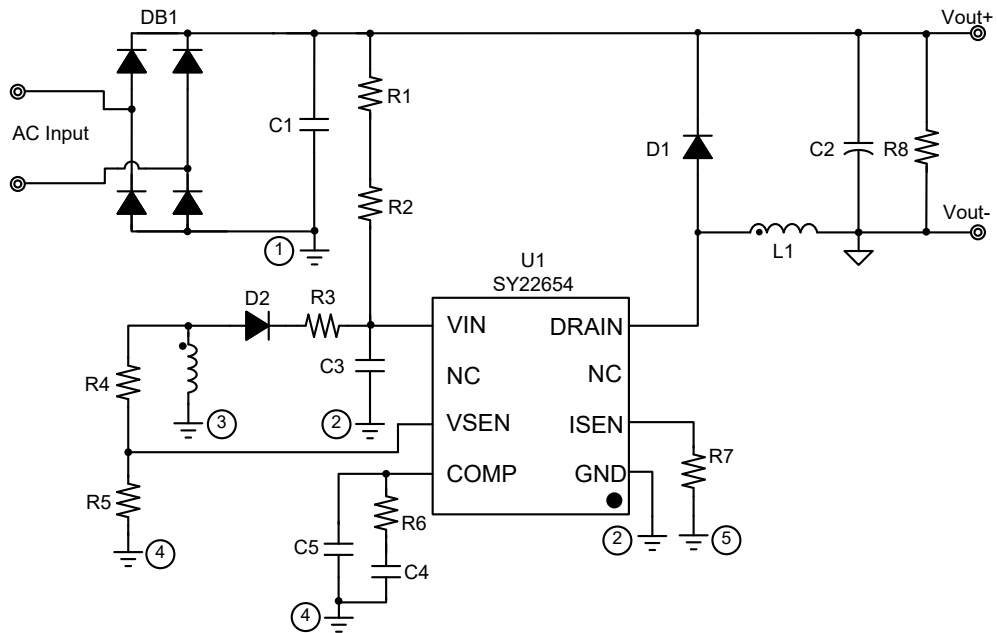 DB1
Vout+
AC Input
C1
R1
R2
D1
C2
R8
Vout-
L1
1
U1
SY22654
D2
R3
VIN
DRAIN
C3
NC
NC
R4
3
2
VSEN
ISEN
R7
COMP
GND
R5
R6
4
C5
C4
2
5
4